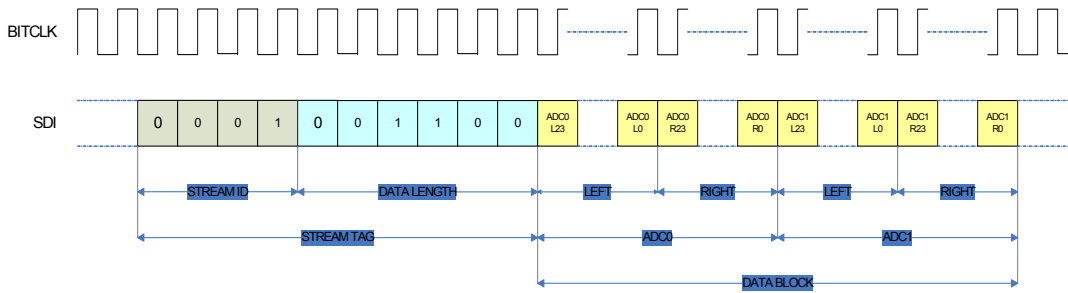 BITCLK
SDI
0 0 0 1 0 0 1 1 0 0
ADC0 L23
ADC0 L0
ADC0 R23
ADC0 R0
ADC1 L23
ADC1 L0
ADC1 R23
ADC1 R0
STREAM ID DATA LENGTH LEFT RIGHT LEFT RIGHT
STREAM TAG ADC0 ADC1
DATA BLOCK